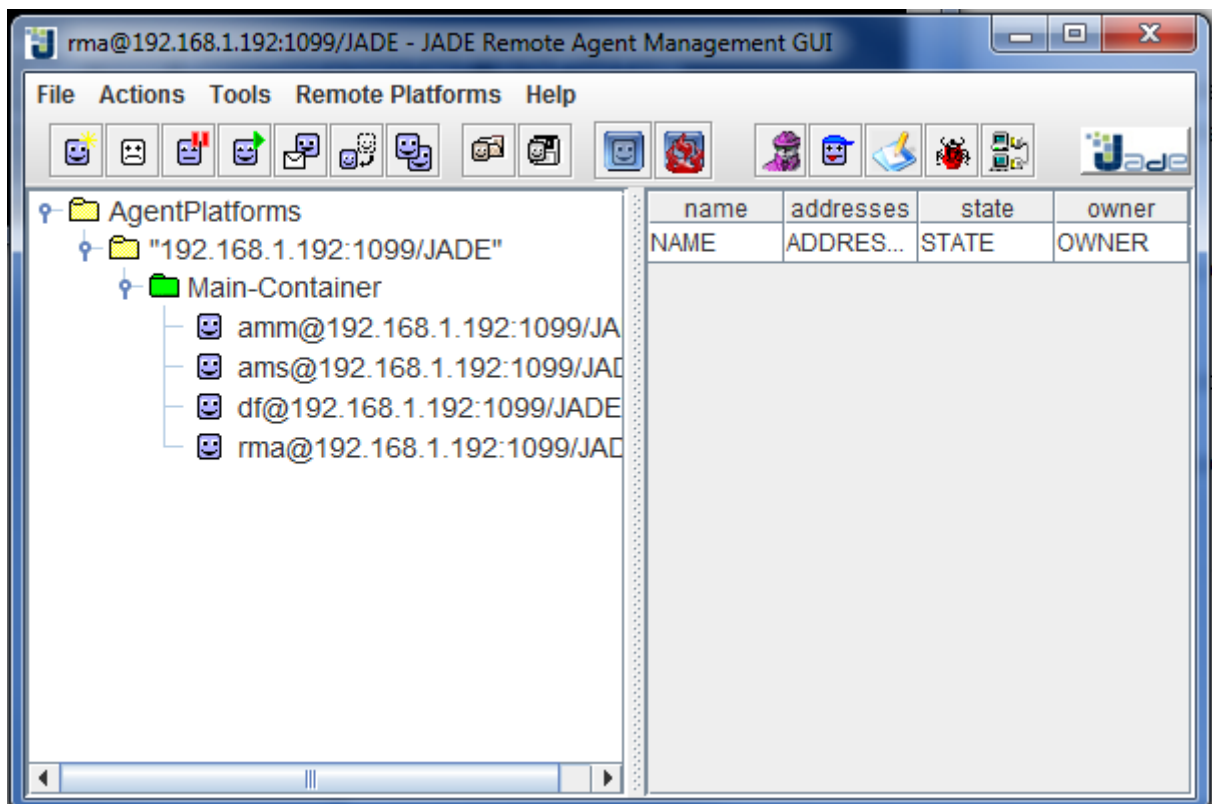 rma@192.168.1.192:1099/JADE - JADE Remote Agent Management GUI
File Actions Tools Remote Platforms Help
Jade
AgentPlatforms
"192.168.1.192:1099/JADE"
Main-Container
amm@192.168.1.192:1099/JA
ams@192.168.1.192:1099/JAD
df@192.168.1.192:1099/JADE
rma@192.168.1.192:1099/JAD
name addresses state owner
NAME ADDRES... STATE OWNER